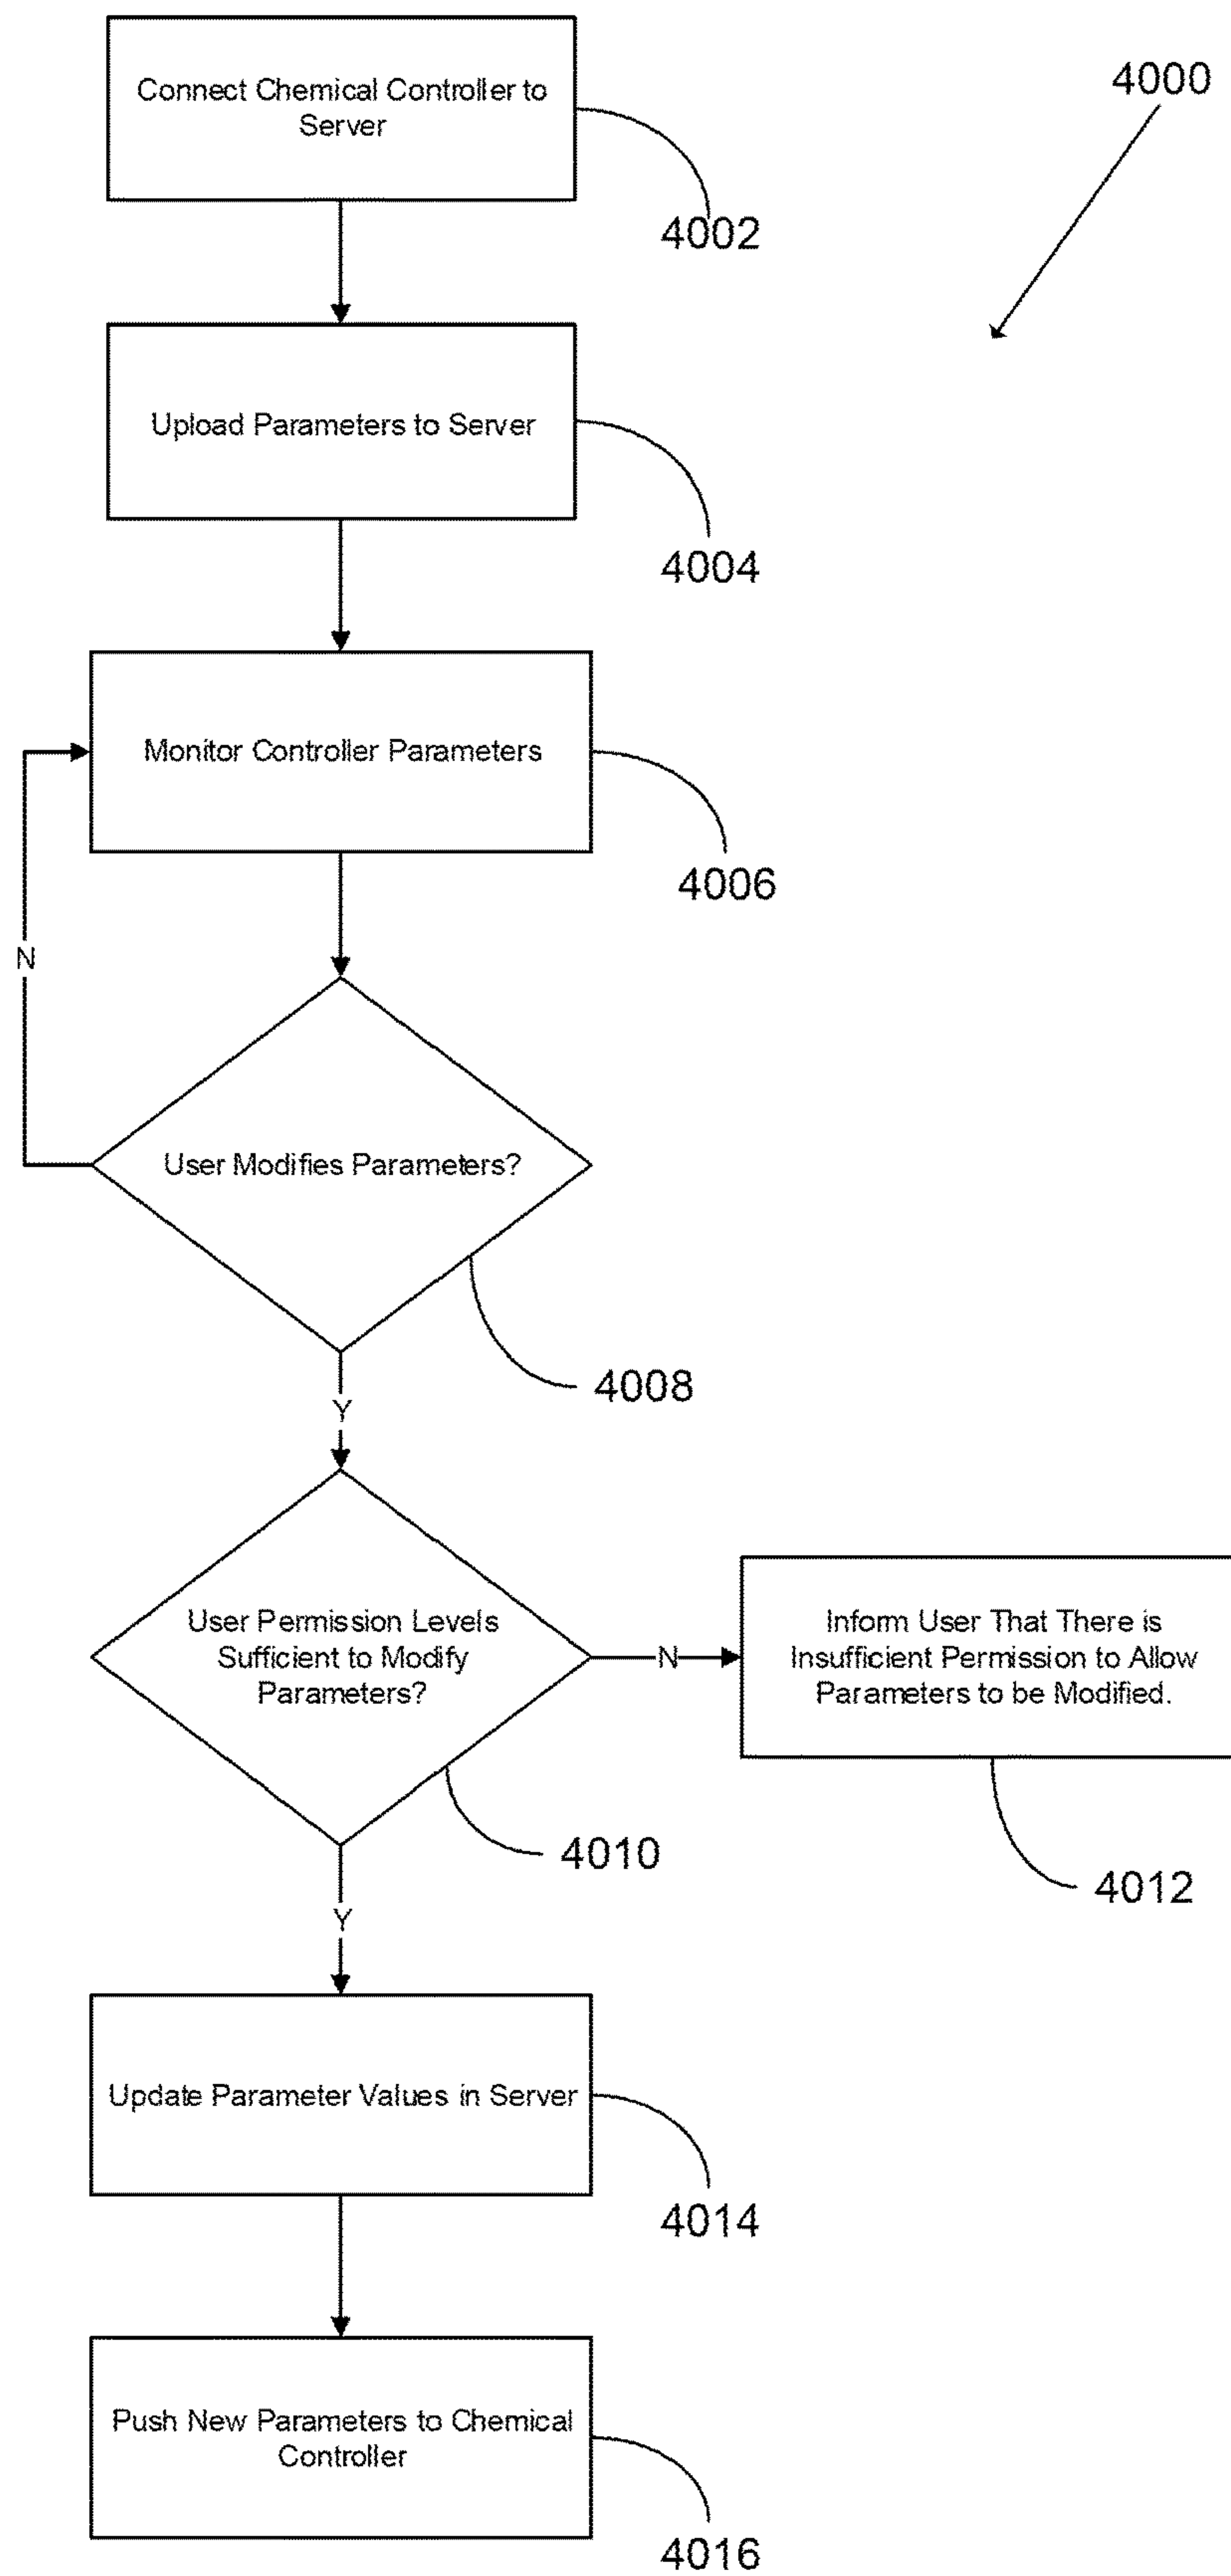 Connect Chemical Controller to
Server
4000
4002
Upload Parameters to Server
4004
Monitor Controller Parameters
4006
N
User Modifies Parameters?
4008
Y
User Permission Levels
Sufficient to Modify
Parameters?
N
Inform User That There is
Insufficient Permission to Allow
Parameters to be Modified.
4010
4012
Y
Update Parameter Values in Server
4014
Push New Parameters to Chemical
Controller
4016